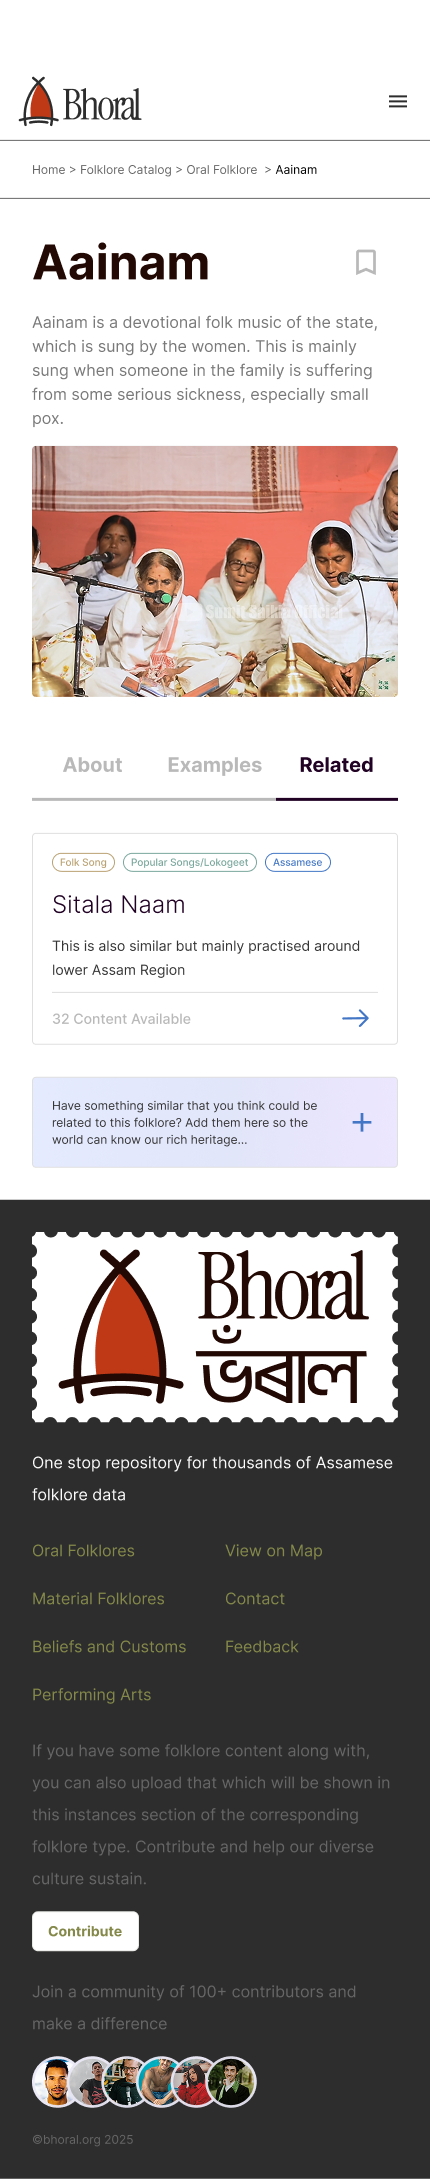 Bhoral
Home > Folklore Catalog > Oral Folklore > Aainam
Aainam
Aainam is a devotional folk music of the state,
which is sung by the women. This is mainly
sung when someone in the family is suffering
from some serious sickness, especially small
pox.
About Examples Related
Folk Song Popular Songs/Lokogeet Assamese
Sitala Naam
This is also similar but mainly practised around
lower Assam Region
32 Content Available
Have something similar that you think could be
related to this folklore? Add them here so the
world can know our rich heritage...
Bhoral
ভঁৰাল
One stop repository for thousands of Assamese
folklore data
Oral Folklores View on Map
Material Folklores Contact
Beliefs and Customs Feedback
Performing Arts
If you have some folklore content along with,
you can also upload that which will be shown in
this instances section of the corresponding
folklore type. Contribute and help our diverse
culture sustain.
Contribute
Join a community of 100+ contributors and
make a difference
©bhoral.org 2025